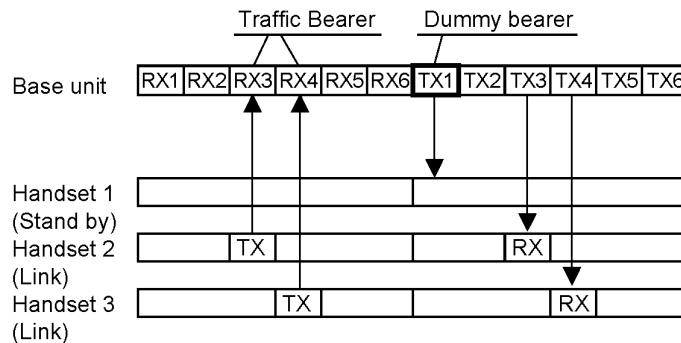 Traffic Bearer Dummy bearer
Base unit RX1 RX2 RX3 RX4 RX5 RX6 TX1 TX2 TX3 TX4 TX5 TX6
Handset 1
(Stand by)
Handset 2 TX RX
(Link)
Handset 3 TX RX
(Link)